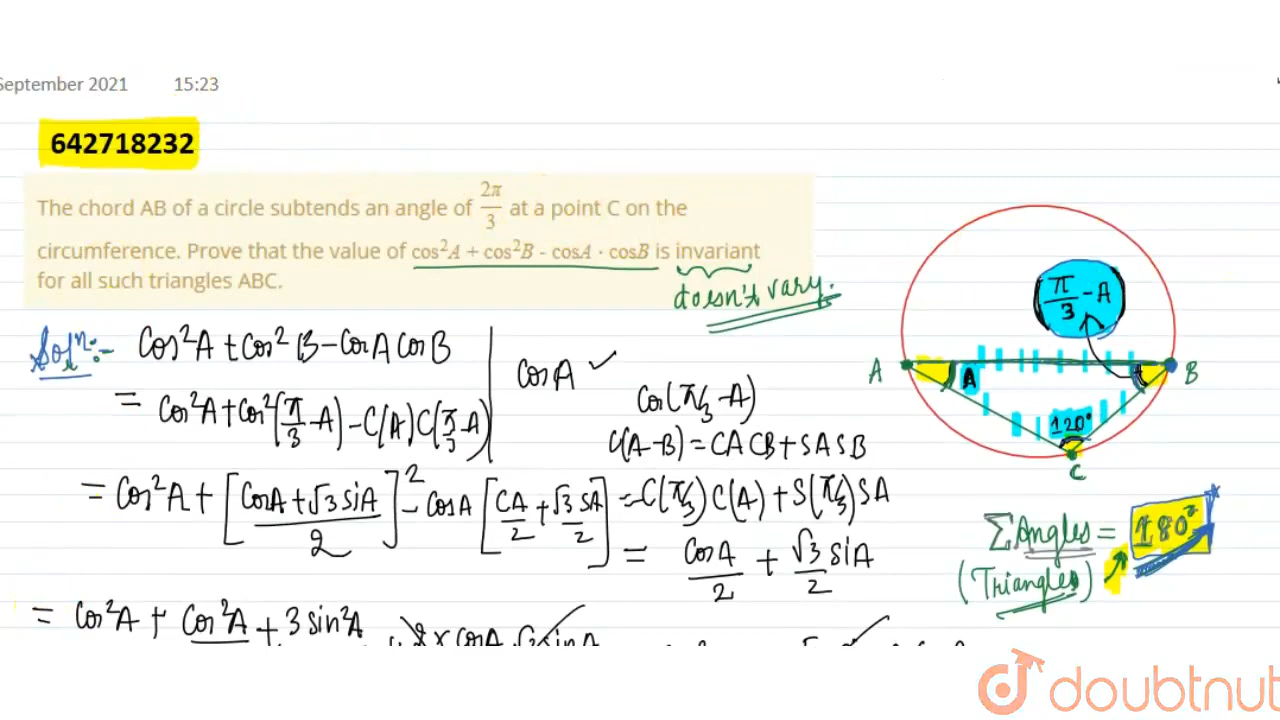 September 2021 15:23
642718232
The chord AB of a circle subtends an angle of 2π/3 at a point C on the
circumference. Prove that the value of cos²A + cos²B - cosA · cosB is invariant
for all such triangles ABC.
doesn't vary.
Solⁿ:-
Cos²A + Cos²B - CosA CosB
= Cos²A + Cos²(π/3 - A) - C(A)C(π/3 - A)
= Cos²A + [CosA + √3 sinA / 2]² - CosA [CA/2 + √3 SA/2]
= Cos²A + Cos²A + 3 sin²A
CosA ✓
Cos(π/3 - A)
C(A-B) = CACB + SASB
= C(π/3)C(A) + S(π/3)SA
= CosA/2 + √3/2 sinA
π/3 - A
A
A
B
120°
C
∑Angles = 180°
(Triangles)
doubtnut